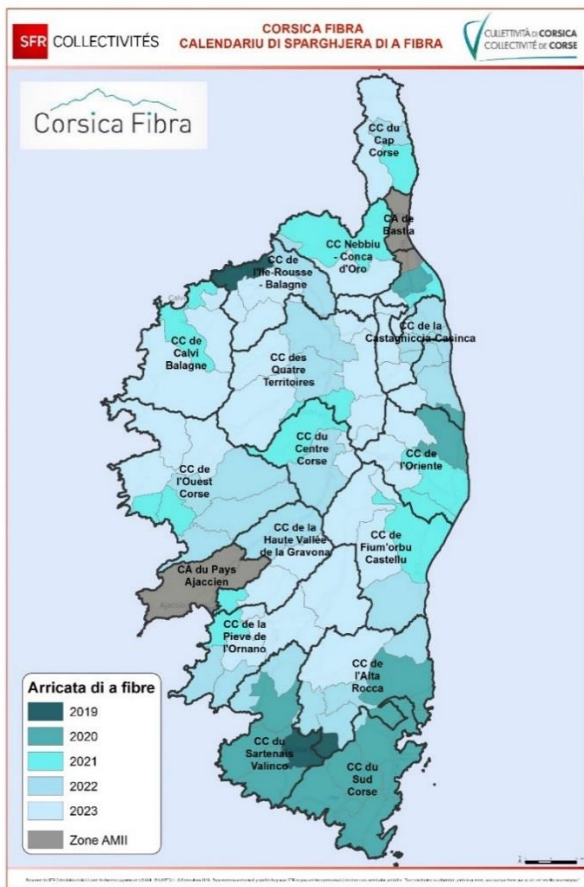 SFR COLLECTIVITÉS
CORSICA FIBRA
CALENDARIU DI SPARGHJERA DI A FIBRA
CULLETTIVITÀ DI CORSICA
COLLECTIVITÉ DE CORSE
Corsica Fibra
CC du
Cap
Corse
CA de
Bastia
CC Nebbiu
- Conca
d'Oro
CC de
l'Ile-Rousse
- Balagne
Calvi
CC de
Calvi
Balagne
CC de la
Castagniccia-Casinca
CC des
Quatre
Territoires
CC du
Centre
Corse
CC de
l'Oriente
CC de
l'Ouest
Corse
CC de la
Haute Vallée
de la Gravona
CC de
Fium'orbu
Castellu
CA du Pays
Ajaccien
Ajaccio
CC de la
Pieve de
l'Ornano
CC de
l'Alta
Rocca
CC du
Sartenais
Valinco
CC du
Sud
Corse
Arricata di a fibre
2019
2020
2021
2022
2023
Zone AMII